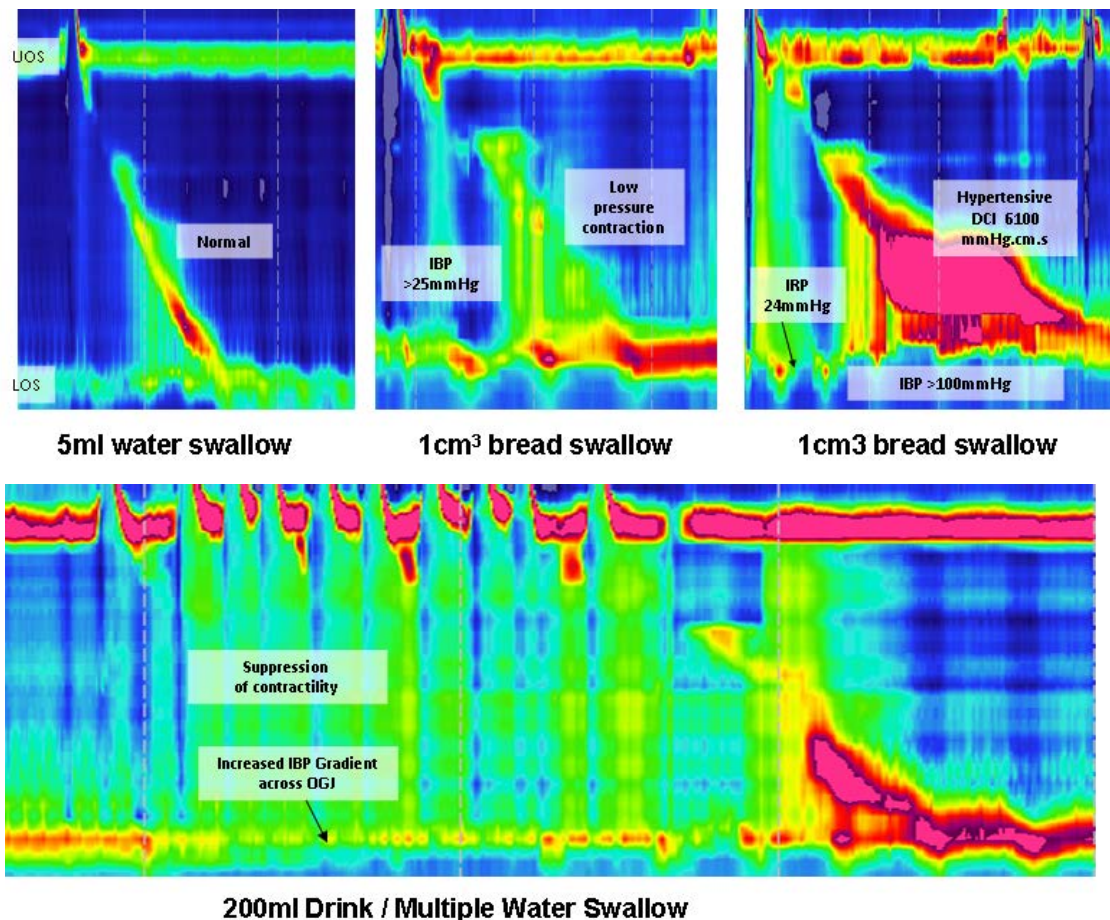 UOS
LOS
Normal
5ml water swallow
IBP
>25mmHg
Low
pressure
contraction
1cm³ bread swallow
IRP
24mmHg
Hypertensive
DCI 6100
mmHg.cm.s
IBP >100mmHg
1cm3 bread swallow
Suppression
of contractility
Increased IBP Gradient
across OGJ
200ml Drink / Multiple Water Swallow